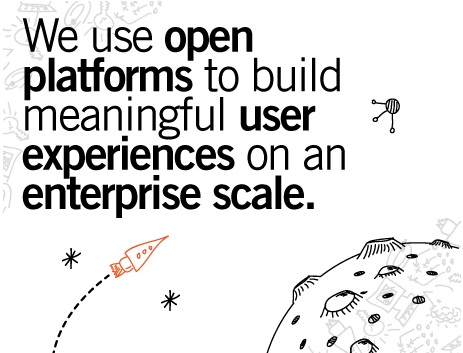 We use open
platforms to build
meaningful user
experiences on an
enterprise scale.